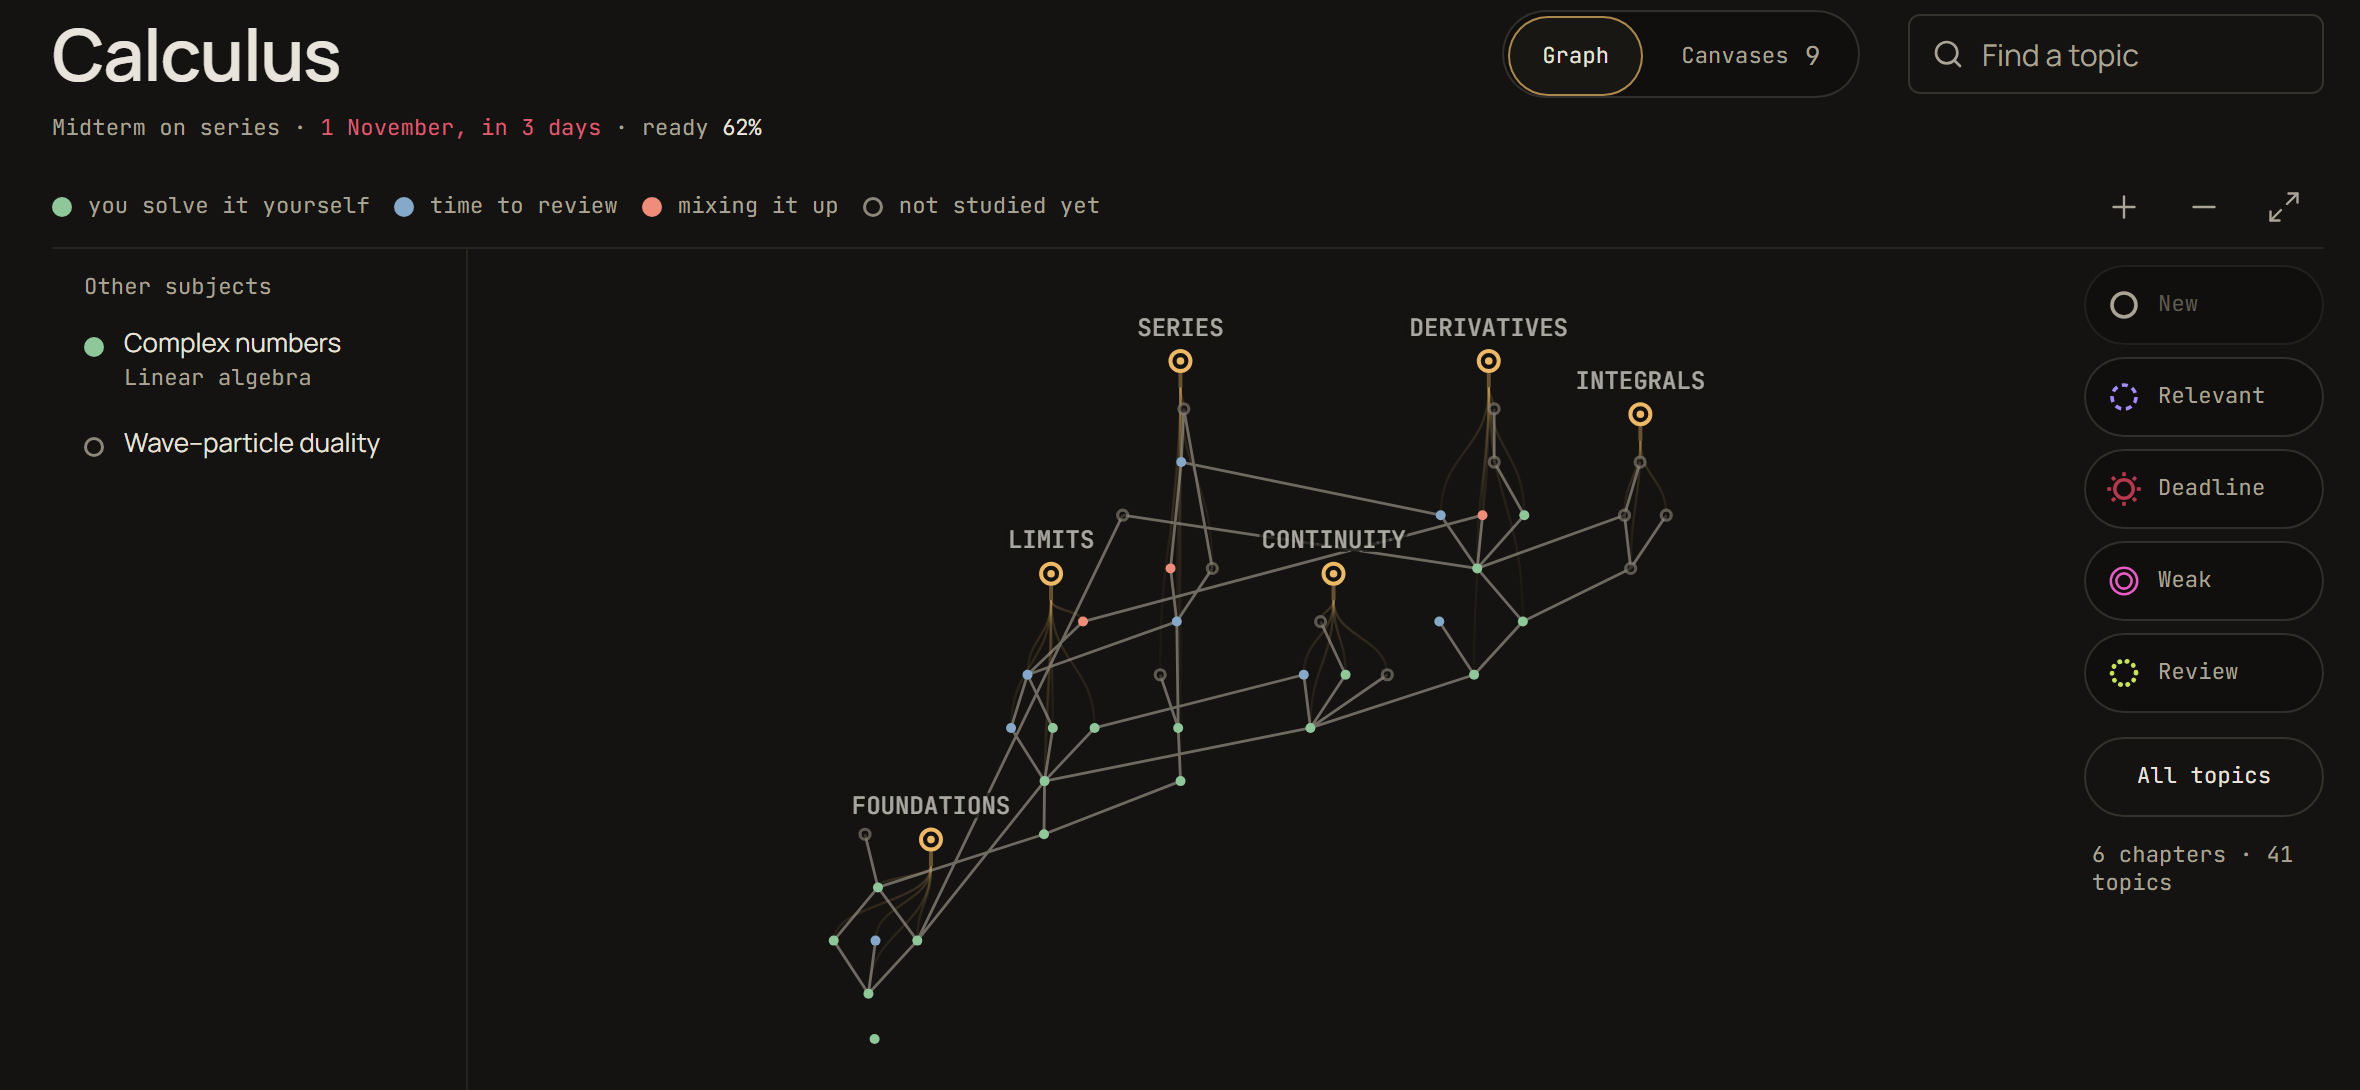 Calculus
Graph
Canvases 9
Find a topic
Midterm on series · 1 November, in 3 days · ready 62%
you solve it yourself
time to review
mixing it up
not studied yet
Other subjects
Complex numbers
Linear algebra
Wave–particle duality
SERIES
DERIVATIVES
INTEGRALS
LIMITS
CONTINUITY
FOUNDATIONS
New
Relevant
Deadline
Weak
Review
All topics
6 chapters · 41
topics